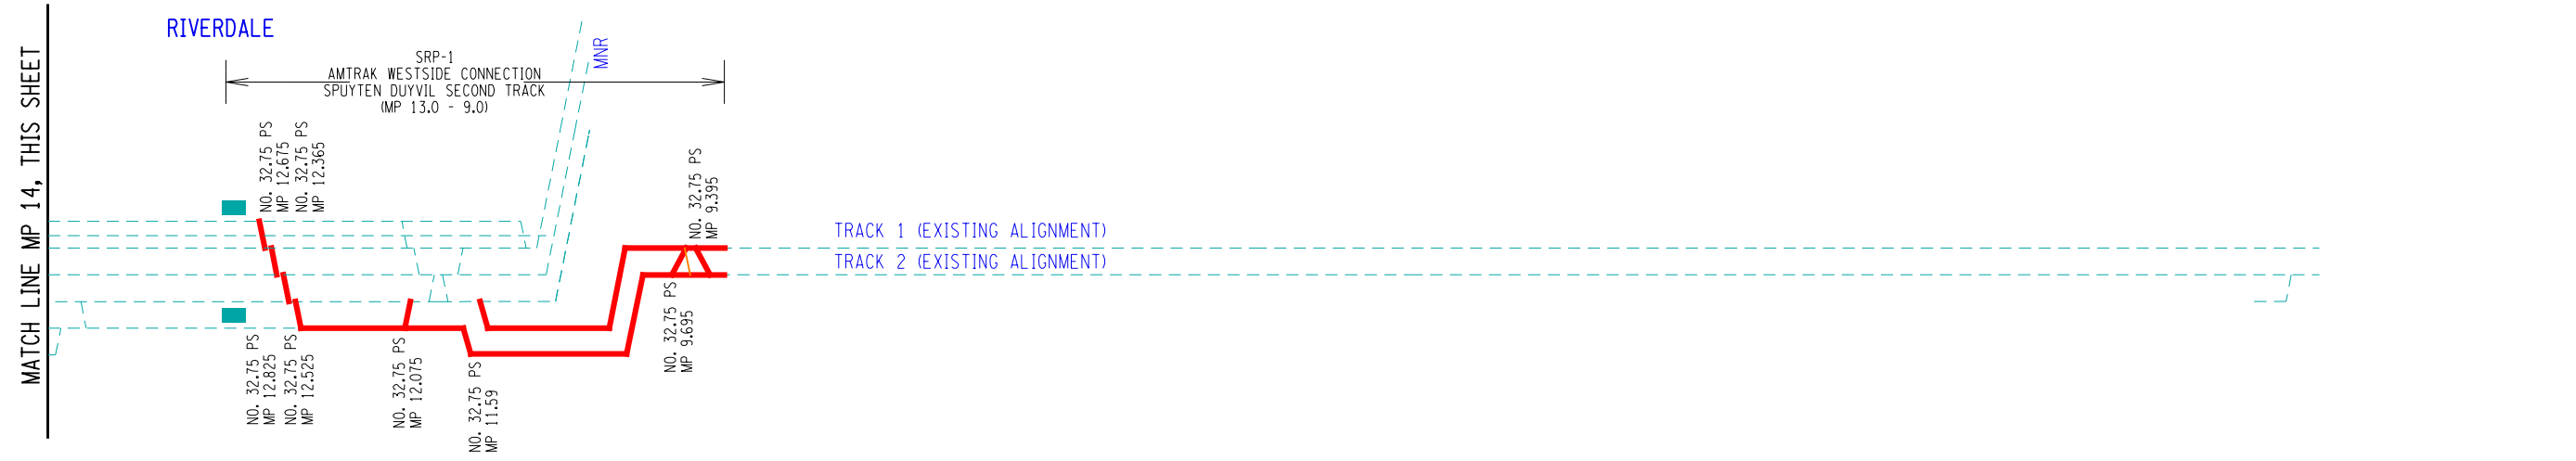 MATCH LINE MP 14, THIS SHEET
RIVERDALE
SRP-1
AMTRAK WESTSIDE CONNECTION
SPUYTEN DUYVIL SECOND TRACK
(MP 13.0 - 9.0)
MNR
NO. 32.75 PS
MP 12.675
NO. 32.75 PS
MP 12.365
NO. 32.75 PS
MP 9.395
TRACK 1 (EXISTING ALIGNMENT)
TRACK 2 (EXISTING ALIGNMENT)
NO. 32.75 PS
MP 12.825
NO. 32.75 PS
MP 12.525
NO. 32.75 PS
MP 12.075
NO. 32.75 PS
MP 11.59
NO. 32.75 PS
MP 9.695